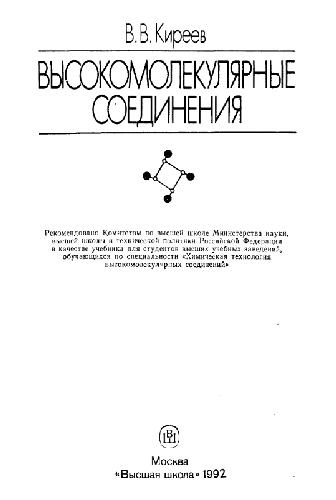 В. В. Киреев
ВЫСОКОМОЛЕКУЛЯРНЫЕ
СОЕДИНЕНИЯ
Рекомендовано Комитетом по высшей школе Министерства науки,
высшей школы и технической политики Российской Федерации
в качестве учебника для студентов высших учебных заведений,
обучающихся по специальности «Химическая технология
высокомолекулярных соединений»
Москва
«Высшая школа» 1992